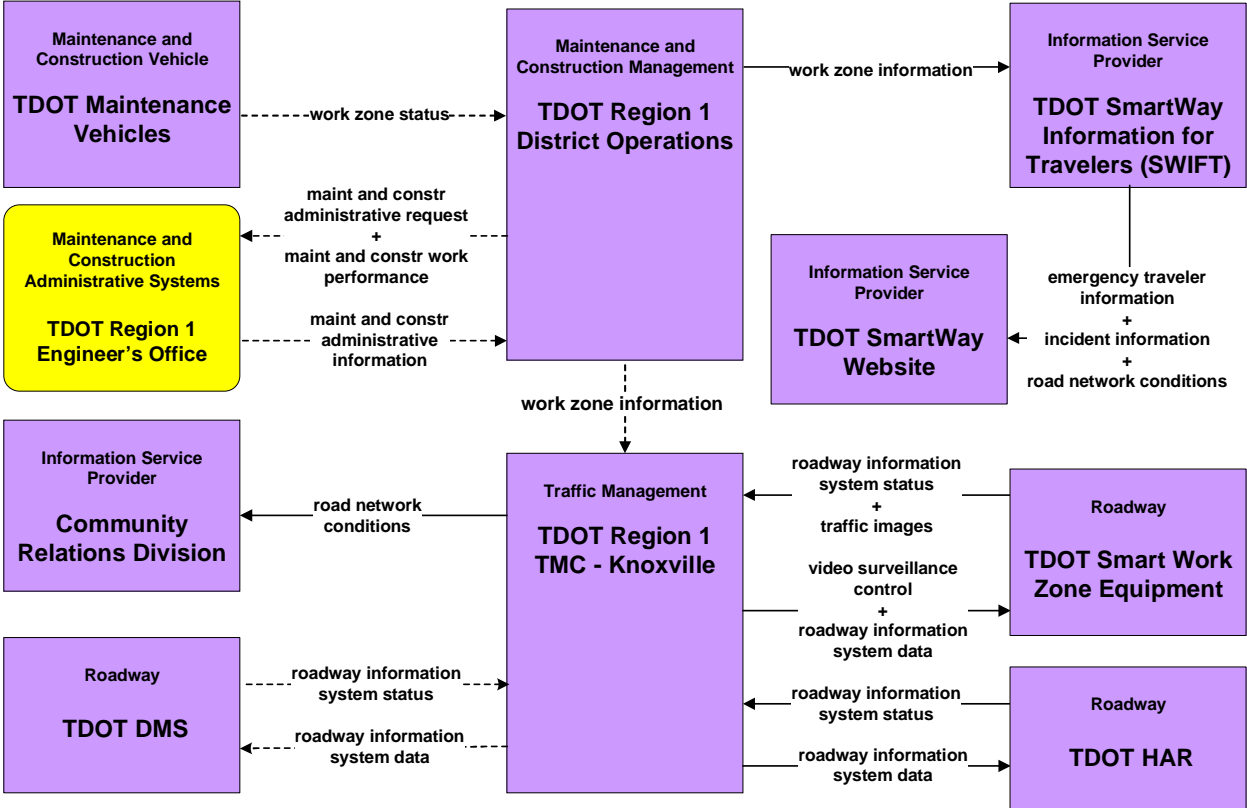 Maintenance and
Construction Vehicle
TDOT Maintenance
Vehicles
work zone status
Maintenance and
Construction Management
TDOT Region 1
District Operations
work zone information
Information Service
Provider
TDOT SmartWay
Information for
Travelers (SWIFT)
maint and constr
administrative request
+
maint and constr work
performance
Maintenance and
Construction
Administrative Systems
TDOT Region 1
Engineer's Office
maint and constr
administrative
information
Information Service
Provider
TDOT SmartWay
Website
emergency traveler
information
+
incident information
+
road network conditions
work zone information
Information Service
Provider
Community
Relations Division
road network
conditions
Traffic Management
TDOT Region 1
TMC - Knoxville
roadway information
system status
+
traffic images
video surveillance
control
+
roadway information
system data
Roadway
TDOT Smart Work
Zone Equipment
Roadway
TDOT DMS
roadway information
system status
roadway information
system data
roadway information
system status
roadway information
system data
Roadway
TDOT HAR